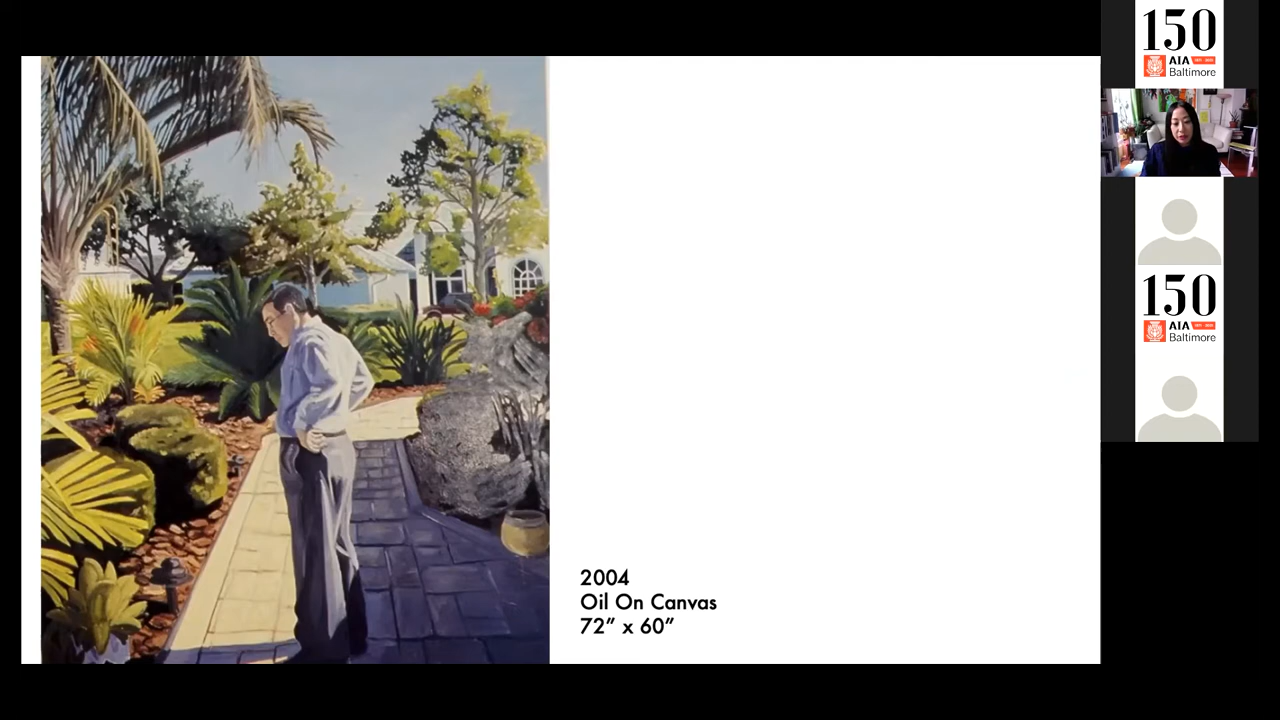 2004
Oil On Canvas
72” x 60”
150
AIA
Baltimore
150
AIA
Baltimore